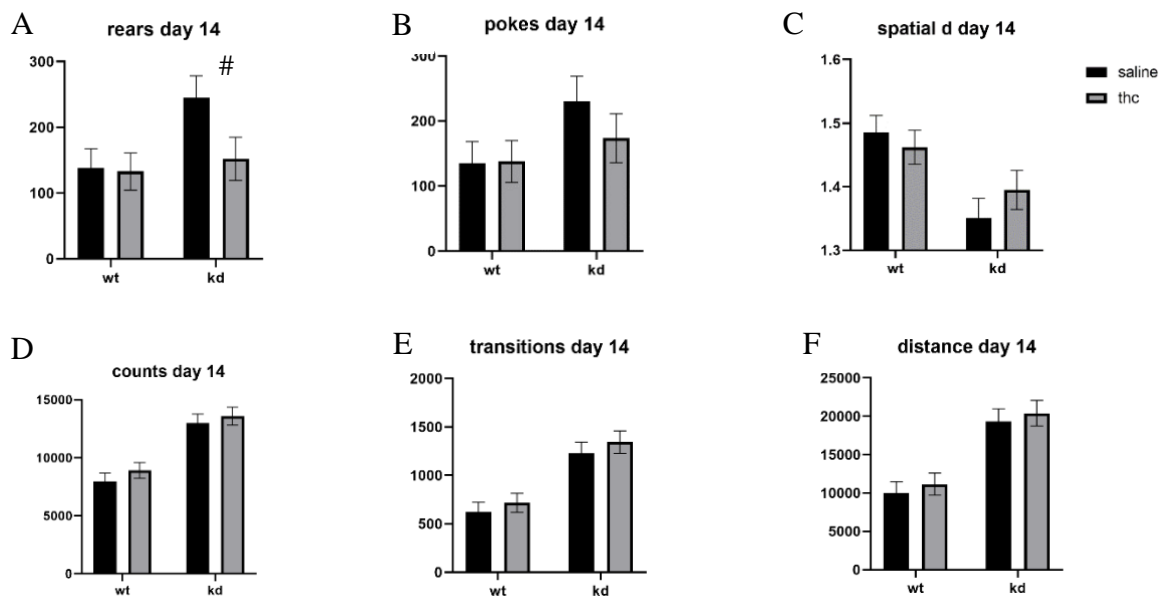 A
rears day 14
#
300
200
100
0
wt
kd
B
pokes day 14
300
200
100
0
wt
kd
C
spatial d day 14
1.6
1.5
1.4
1.3
wt
kd
saline
thc
D
counts day 14
15000
10000
5000
0
wt
kd
E
transitions day 14
2000
1500
1000
500
0
wt
kd
F
distance day 14
25000
20000
15000
10000
5000
0
wt
kd